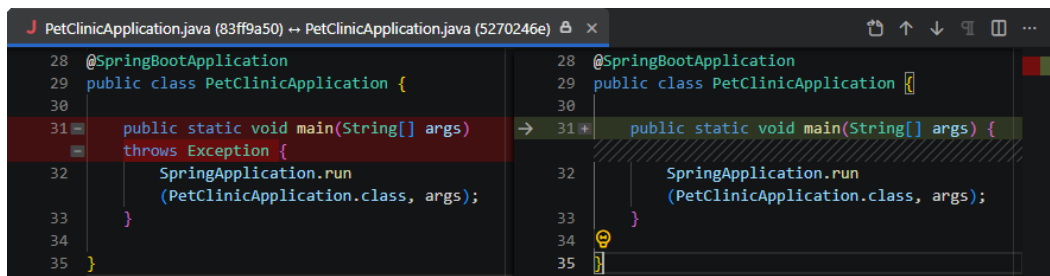 J PetClinicApplication.java (83ff9a50) ↔ PetClinicApplication.java (5270246e)
28 @SpringBootApplication
29 public class PetClinicApplication {
30
31 public static void main(String[] args)
throws Exception {
32 SpringApplication.run
(PetClinicApplication.class, args);
33 }
34
35 }
28 @SpringBootApplication
29 public class PetClinicApplication {
30
31 public static void main(String[] args) {
32 SpringApplication.run
(PetClinicApplication.class, args);
33 }
34
35 }